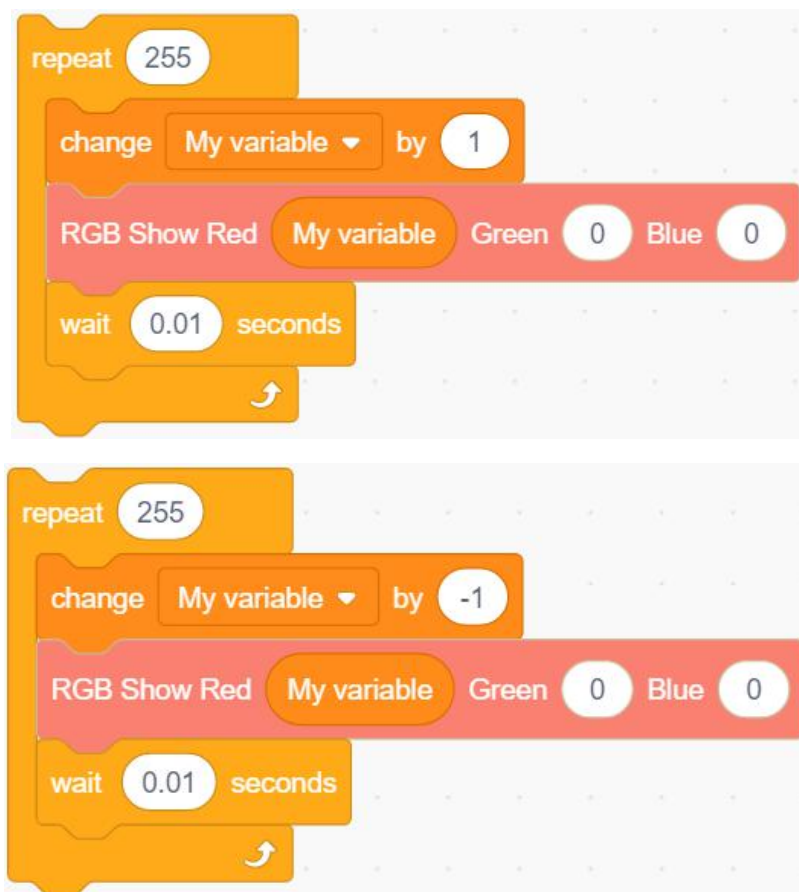 repeat 255
change My variable by 1
RGB Show Red My variable Green 0 Blue 0
wait 0.01 seconds
repeat 255
change My variable by -1
RGB Show Red My variable Green 0 Blue 0
wait 0.01 seconds